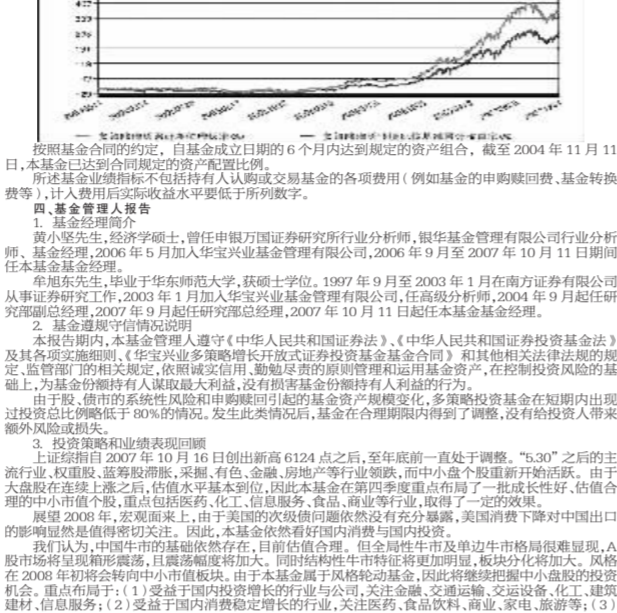 按照基金合同的约定，自基金成立日期的6个月内达到规定的资产组合，截至2004年11月11
日,本基金已达到合同规定的资产配置比例。
所述基金业绩指标不包括持有人认购或交易基金的各项费用(例如基金的申购赎回费、基金转换
费等),计入费用后实际收益水平要低于所列数字。
四、基金管理人报告
1. 基金经理简介
黄小坚先生,经济学硕士,曾任申银万国证券研究所行业分析师,银华基金管理有限公司行业分析
师、基金经理,2006年5月加入华宝兴业基金管理有限公司,2006年9月至2007年10月11日期间
任本基金基金经理。
牟旭东先生,毕业于华东师范大学,获硕士学位。1997年9月至2003年1月在南方证券有限公司
从事证券研究工作,2003年1月加入华宝兴业基金管理有限公司,任高级分析师,2004年9月起任研
究部副总经理,2007年9月起任研究部总经理,2007年10月11日起任本基金基金经理。
2. 基金遵规守信情况说明
本报告期内,本基金管理人遵守《中华人民共和国证券法》、《中华人民共和国证券投资基金法》
及其各项实施细则、《华宝兴业多策略增长开放式证券投资基金基金合同》和其他相关法律法规的规
定、监管部门的相关规定,依照诚实信用、勤勉尽责的原则管理和运用基金资产,在控制投资风险的基
础上,为基金份额持有人谋取最大利益,没有损害基金份额持有人利益的行为。
由于股、债市的系统性风险和申购赎回引起的基金资产规模变化,多策略投资基金在短期内出现
过投资总比例略低于80%的情况。发生此类情况后,基金在合理期限内得到了调整,没有给投资人带来
额外风险或损失。
3. 投资策略和业绩表现回顾
上证综指自2007年10月16日创出新高6124点之后,至年底前一直处于调整。“5.30”之后的主
流行业、权重股、蓝筹股滞胀,采掘、有色、金融、房地产等行业领跌,而中小盘个股重新开始活跃。由于
大盘股在连续上涨之后,估值水平基本到位,因此本基金在第四季度重点布局了一批成长性好、估值合
理的中小市值个股,重点包括医药、化工、信息服务、食品、商业等行业,取得了一定的效果。
展望2008年,宏观面来上,由于美国的次级债问题依然没有充分暴露,美国消费下降对中国出口
的影响显然是值得密切关注。因此,本基金依然看好国内消费与国内投资。
我们认为,中国牛市的基础依然存在,目前估值合理。但全局性牛市及单边牛市格局很难显现,A
股市场将呈现箱形震荡,且震荡幅度将加大。同时结构性牛市特征将更加明显,板块分化将加大。风格
在2008年初将会转向中小市值板块。由于本基金属于风格轮动基金,因此将继续把握中小盘股的投资
机会。重点布局于:(1)受益于国内投资增长的行业与公司,关注金融、交通运输、交运设备、化工、建筑
建材、信息服务;(2)受益于国内消费稳定增长的行业,关注医药、食品饮料、商业、家电、旅游等;(3)